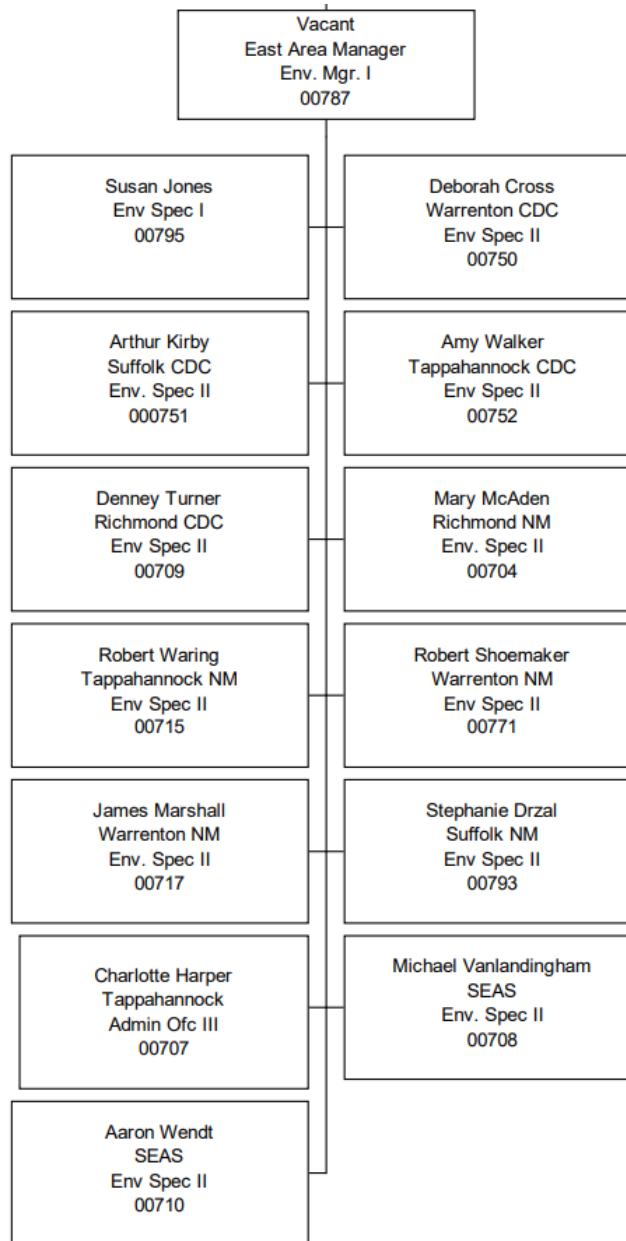 Vacant
East Area Manager
Env. Mgr. I
00787
Susan Jones
Env Spec I
00795
Deborah Cross
Warrenton CDC
Env Spec II
00750
Arthur Kirby
Suffolk CDC
Env. Spec II
000751
Amy Walker
Tappahannock CDC
Env Spec II
00752
Denney Turner
Richmond CDC
Env Spec II
00709
Mary McAden
Richmond NM
Env. Spec II
00704
Robert Waring
Tappahannock NM
Env Spec II
00715
Robert Shoemaker
Warrenton NM
Env Spec II
00771
James Marshall
Warrenton NM
Env. Spec II
00717
Stephanie Drzal
Suffolk NM
Env Spec II
00793
Charlotte Harper
Tappahannock
Admin Ofc III
00707
Michael Vanlandingham
SEAS
Env. Spec II
00708
Aaron Wendt
SEAS
Env Spec II
00710